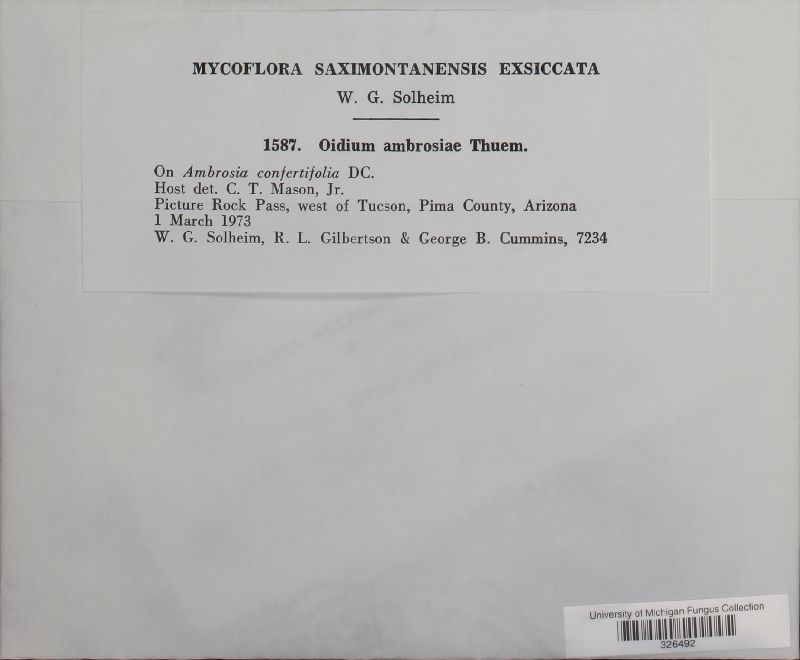 MYCOFLORA SAXIMONTANENSIS EXSICCATA
W. G. Solheim
1587. Oidium ambrosiae Thuem.
On Ambrosia confertifolia DC.
Host det. C. T. Mason, Jr.
Picture Rock Pass, west of Tucson, Pima County, Arizona
1 March 1973
W. G. Solheim, R. L. Gilbertson & George B. Cummins, 7234
University of Michigan Fungus Collection
326492